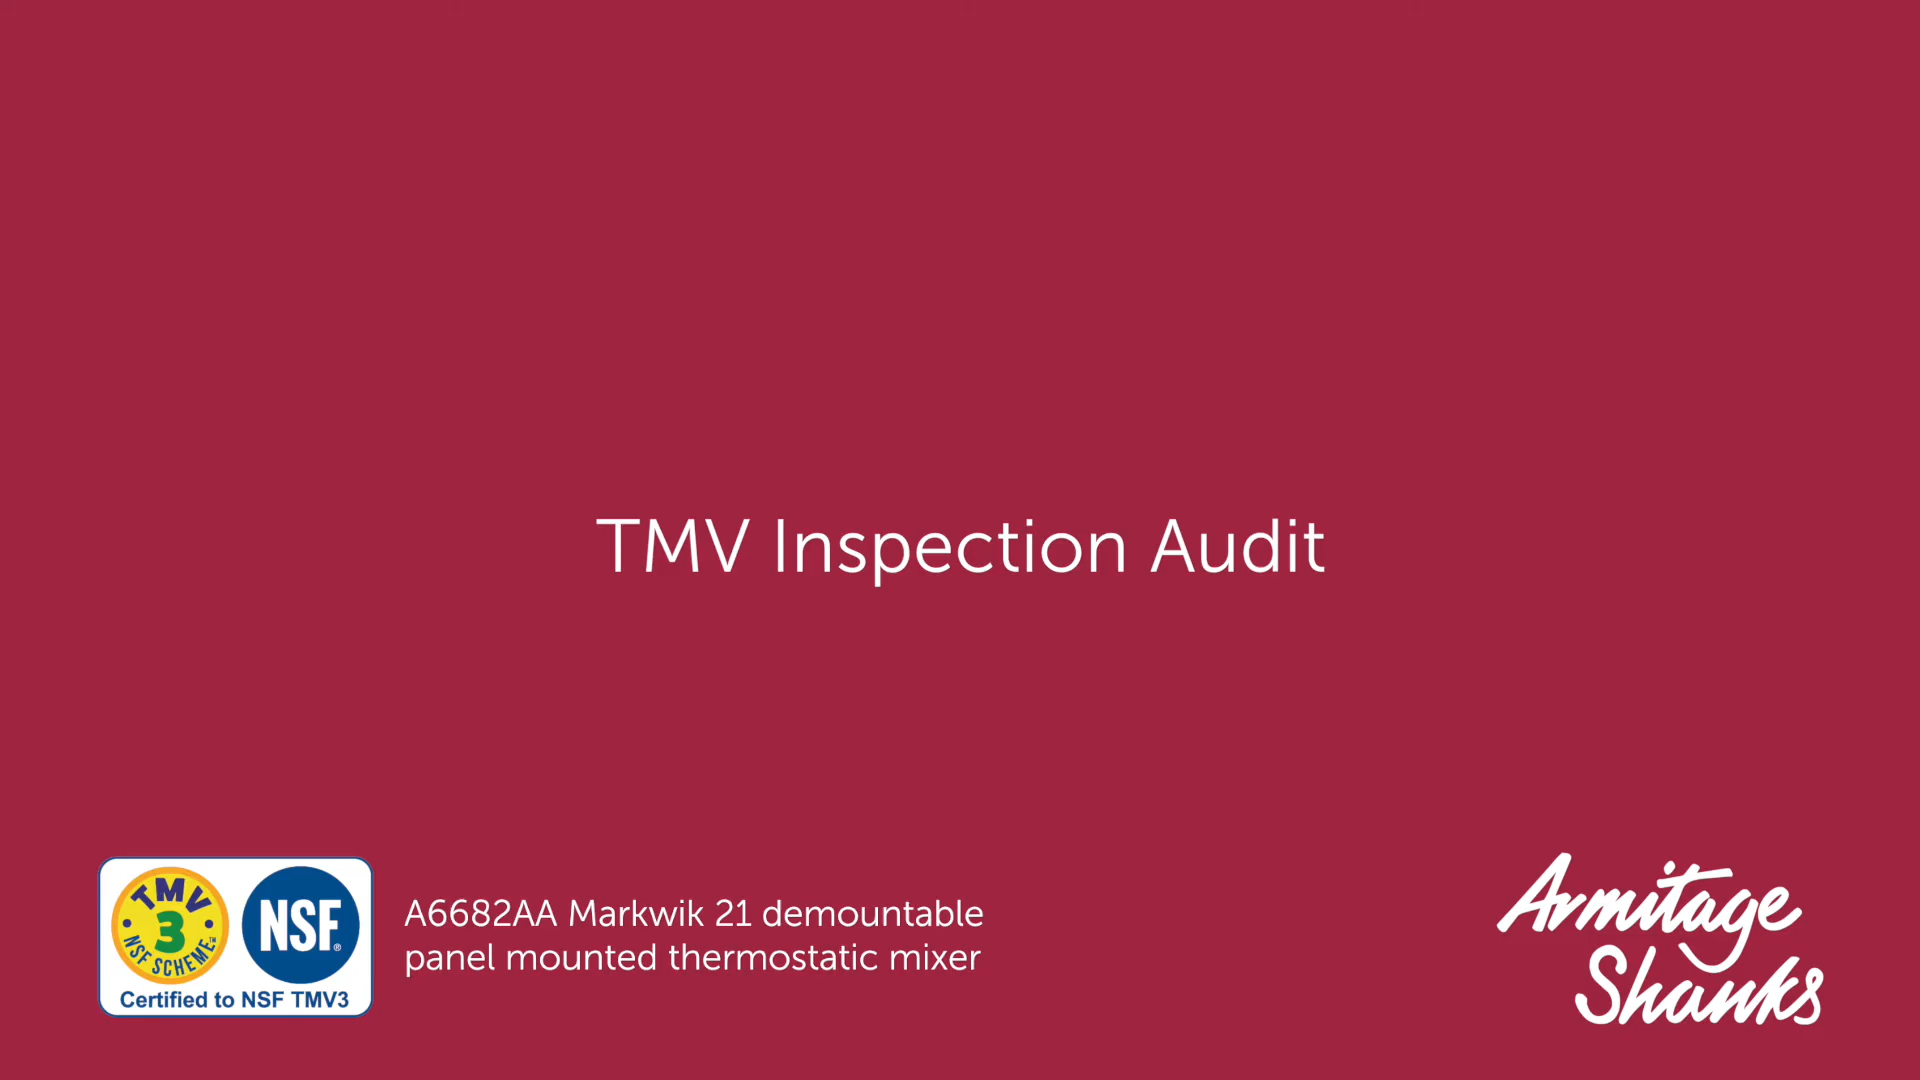 TMV Inspection Audit
TMV
3
NSF SCHEME™
NSF®
Certified to NSF TMV3
A6682AA Markwik 21 demountable
panel mounted thermostatic mixer
Armitage
Shanks